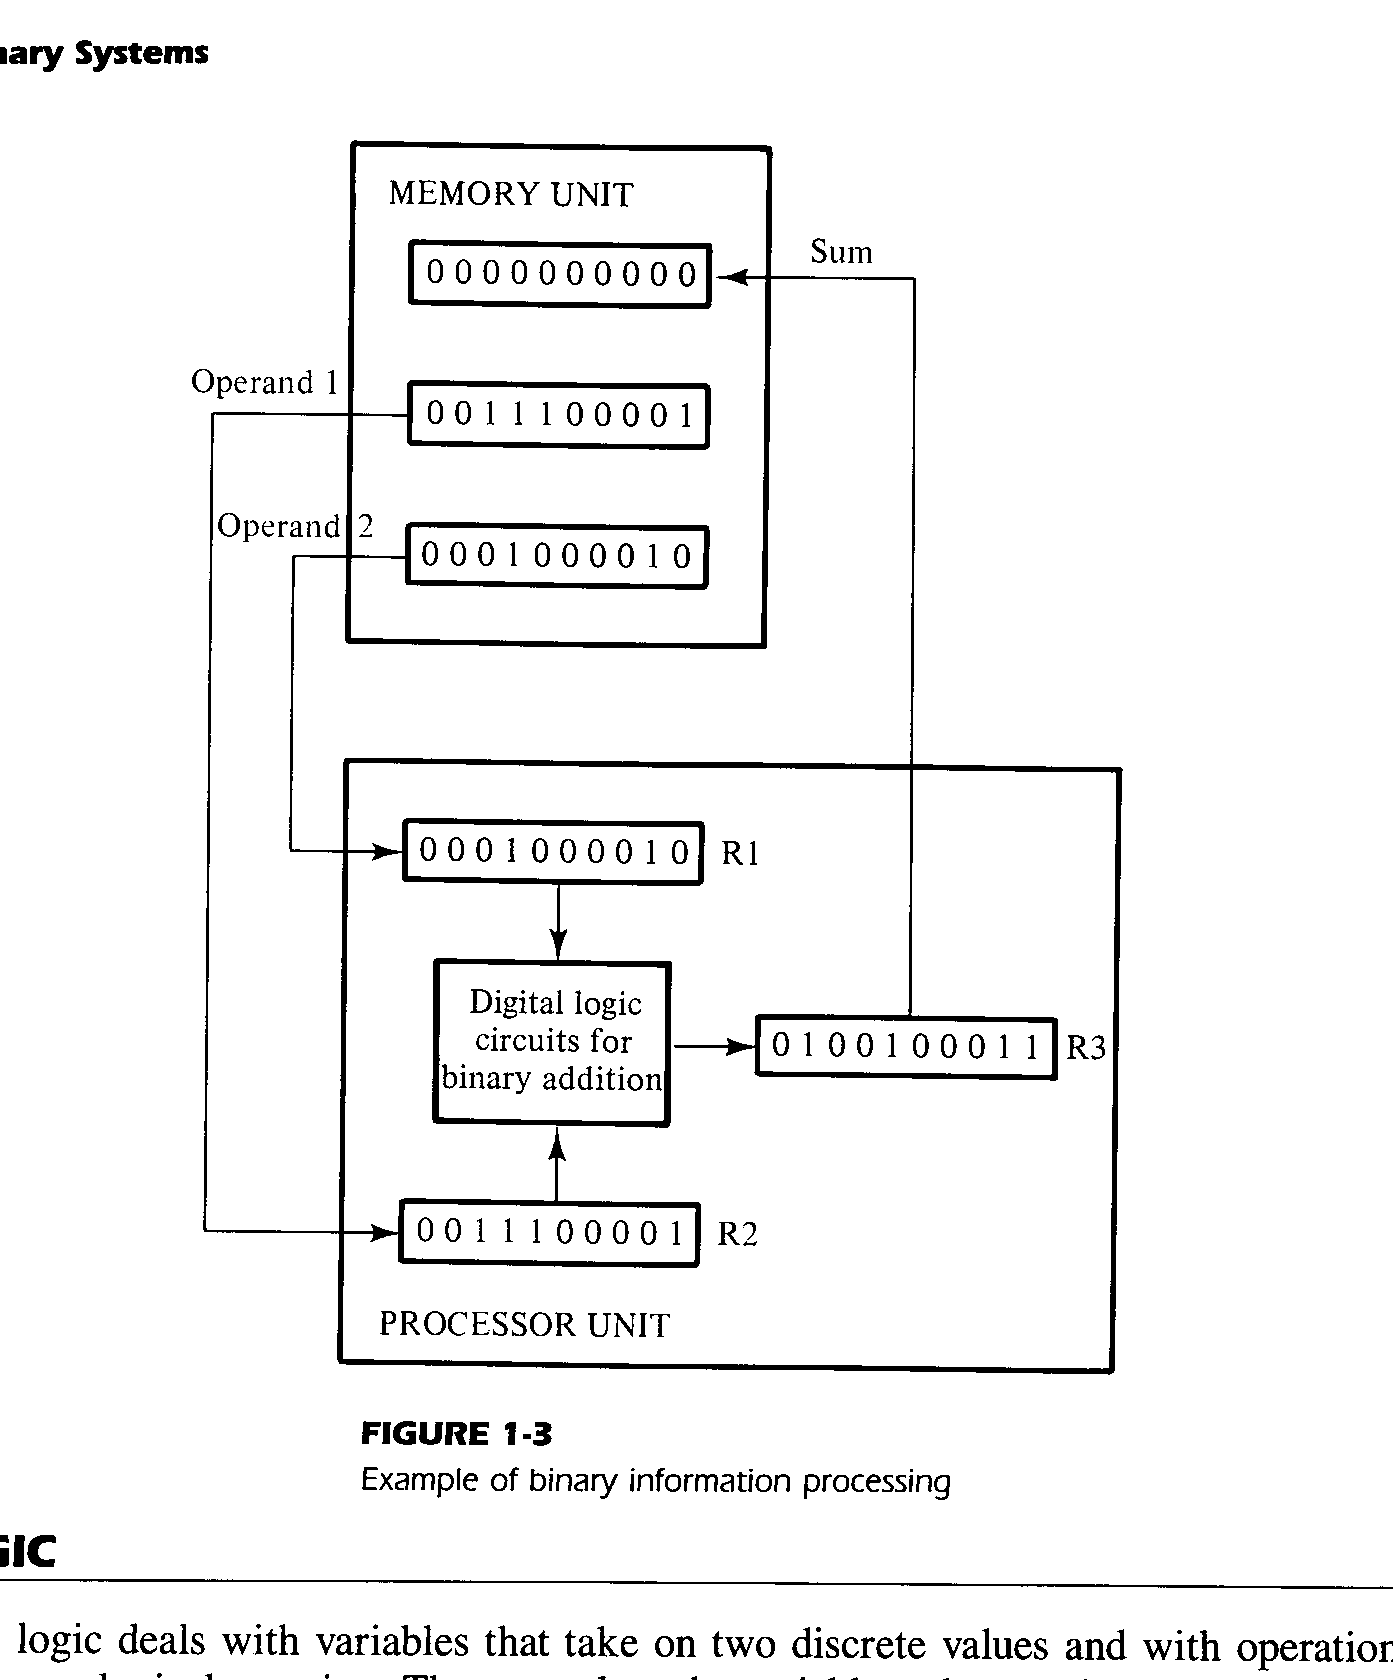 nary Systems
MEMORY UNIT
0 0 0 0 0 0 0 0 0 0
Sum
Operand 1
0 0 1 1 1 0 0 0 0 1
Operand 2
0 0 0 1 0 0 0 0 1 0
0 0 0 1 0 0 0 0 1 0 R1
Digital logic
circuits for
binary addition
0 1 0 0 1 0 0 0 1 1 R3
0 0 1 1 1 0 0 0 0 1 R2
PROCESSOR UNIT
FIGURE 1-3
Example of binary information processing
GIC
logic deals with variables that take on two discrete values and with operation